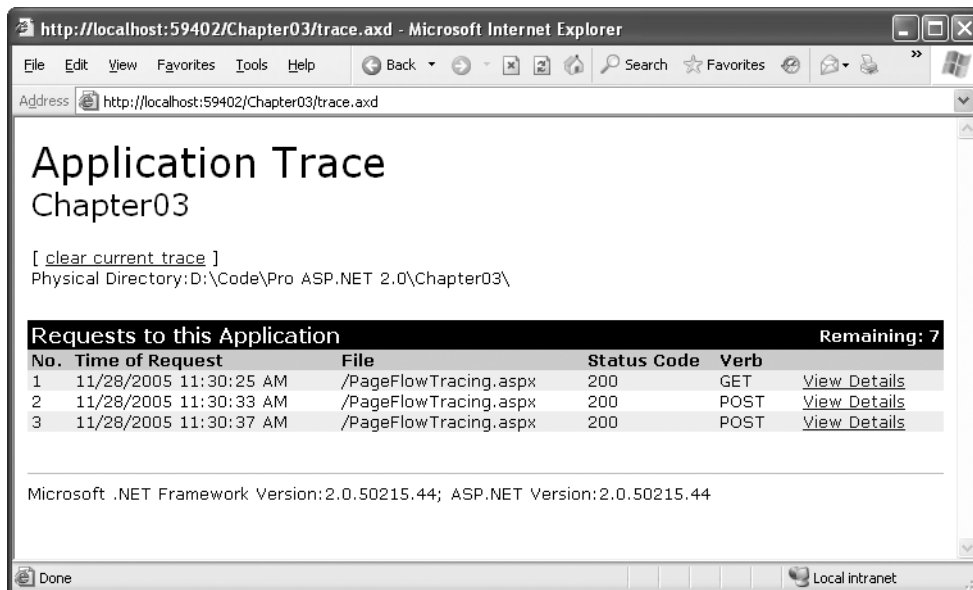 http://localhost:59402/Chapter03/trace.axd - Microsoft Internet Explorer
File Edit View Favorites Tools Help Back Search Favorites »
Address http://localhost:59402/Chapter03/trace.axd
Application Trace
Chapter03
[ clear current trace ]
Physical Directory:D:\Code\Pro ASP.NET 2.0\Chapter03\
Requests to this Application Remaining: 7
No. Time of Request File Status Code Verb
1 11/28/2005 11:30:25 AM /PageFlowTracing.aspx 200 GET View Details
2 11/28/2005 11:30:33 AM /PageFlowTracing.aspx 200 POST View Details
3 11/28/2005 11:30:37 AM /PageFlowTracing.aspx 200 POST View Details
Microsoft .NET Framework Version:2.0.50215.44; ASP.NET Version:2.0.50215.44
Done Local intranet